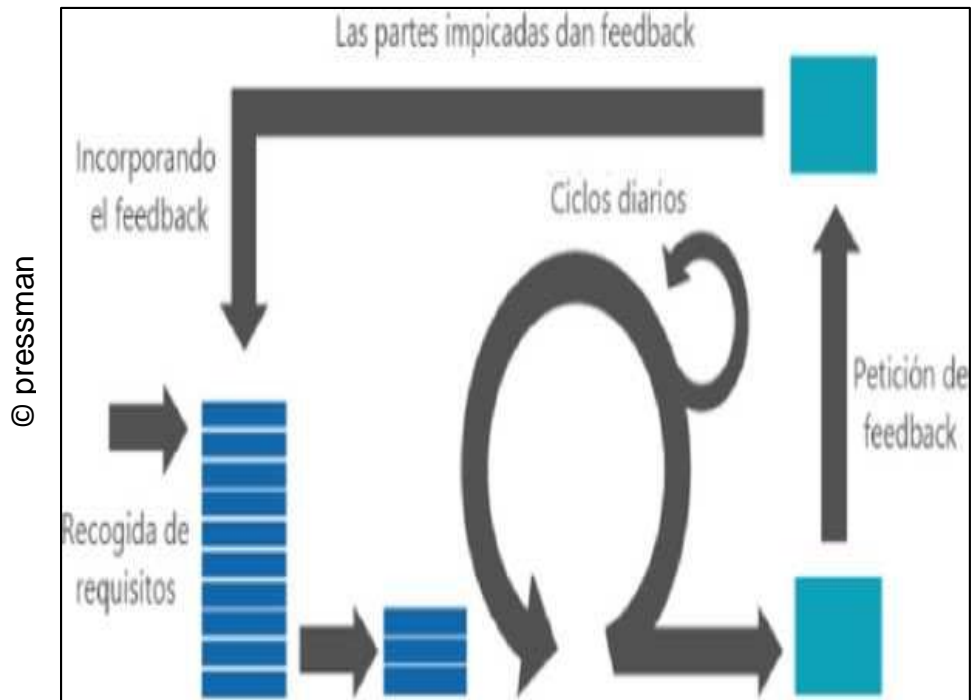 Las partes impicadas dan feedback
Incorporando
el feedback
Ciclos diarios
Petición de
feedback
Recogida de
requisitos
© pressman